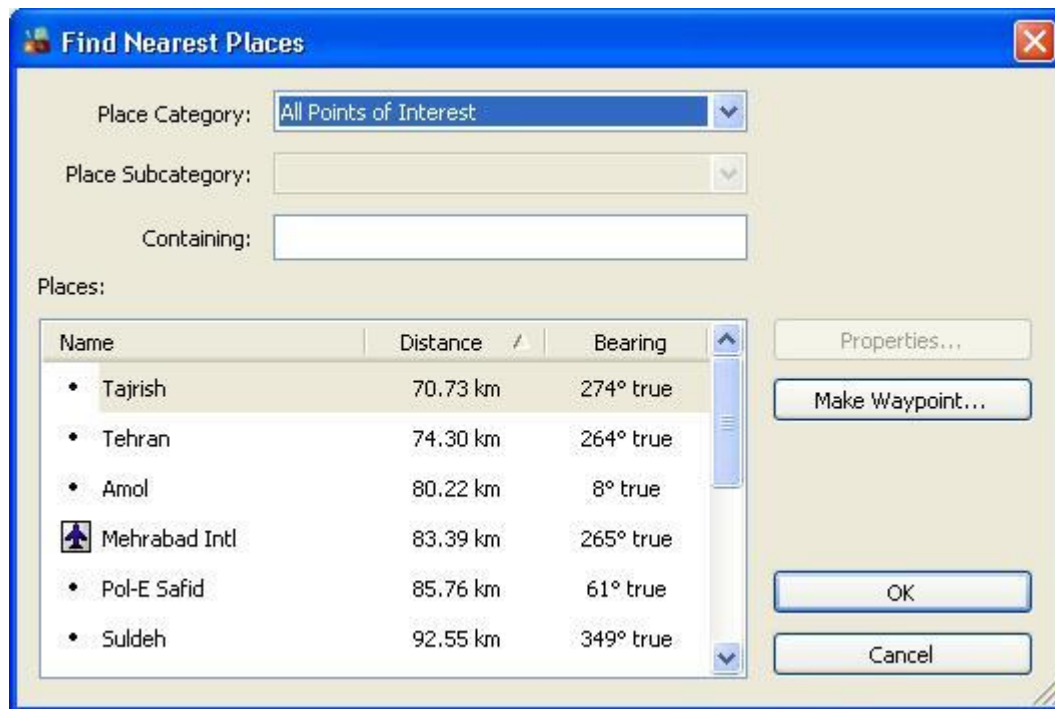 Find Nearest Places
Place Category: All Points of Interest
Place Subcategory:
Containing:
Places:
Name Distance Bearing
Tajrish 70.73 km 274° true
Tehran 74.30 km 264° true
Amol 80.22 km 8° true
Mehrabad Intl 83.39 km 265° true
Pol-E Safid 85.76 km 61° true
Suldeh 92.55 km 349° true
Properties...
Make Waypoint...
OK
Cancel